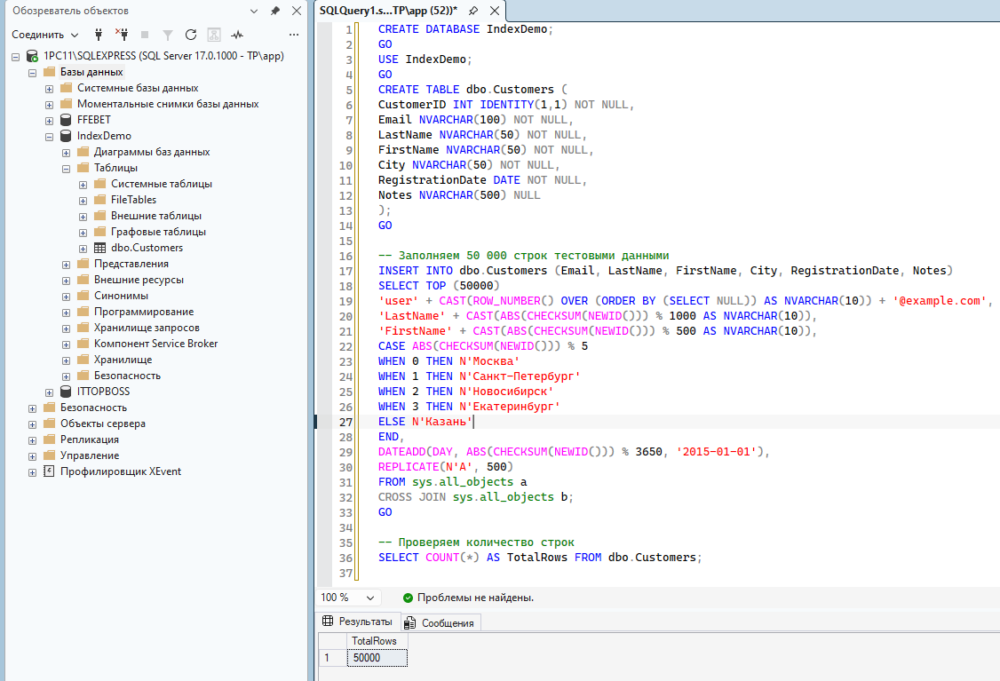 Обозреватель объектов
Соединить
1PC11\SQLEXPRESS (SQL Server 17.0.1000 - TP\app)
Базы данных
Системные базы данных
Моментальные снимки базы данных
FFEBET
IndexDemo
Диаграммы баз данных
Таблицы
Системные таблицы
FileTables
Внешние таблицы
Графовые таблицы
dbo.Customers
Представления
Внешние ресурсы
Синонимы
Программирование
Хранилище запросов
Компонент Service Broker
Хранилище
Безопасность
ITTOPBOSS
Безопасность
Объекты сервера
Репликация
Управление
Профилировщик XEvent
SQLQuery1.s...TP\app (52))*
1 CREATE DATABASE IndexDemo;
2 GO
3 USE IndexDemo;
4 GO
5 CREATE TABLE dbo.Customers (
6 CustomerID INT IDENTITY(1,1) NOT NULL,
7 Email NVARCHAR(100) NOT NULL,
8 LastName NVARCHAR(50) NOT NULL,
9 FirstName NVARCHAR(50) NOT NULL,
10 City NVARCHAR(50) NOT NULL,
11 RegistrationDate DATE NOT NULL,
12 Notes NVARCHAR(500) NULL
13 );
14 GO
15
16 -- Заполняем 50 000 строк тестовыми данными
17 INSERT INTO dbo.Customers (Email, LastName, FirstName, City, RegistrationDate, Notes)
18 SELECT TOP (50000)
19 'user' + CAST(ROW_NUMBER() OVER (ORDER BY (SELECT NULL)) AS NVARCHAR(10)) + '@example.com',
20 'LastName' + CAST(ABS(CHECKSUM(NEWID())) % 1000 AS NVARCHAR(10)),
21 'FirstName' + CAST(ABS(CHECKSUM(NEWID())) % 500 AS NVARCHAR(10)),
22 CASE ABS(CHECKSUM(NEWID())) % 5
23 WHEN 0 THEN N'Москва'
24 WHEN 1 THEN N'Санкт-Петербург'
25 WHEN 2 THEN N'Новосибирск'
26 WHEN 3 THEN N'Екатеринбург'
27 ELSE N'Казань'
28 END,
29 DATEADD(DAY, ABS(CHECKSUM(NEWID())) % 3650, '2015-01-01'),
30 REPLICATE(N'A', 500)
31 FROM sys.all_objects a
32 CROSS JOIN sys.all_objects b;
33 GO
34
35 -- Проверяем количество строк
36 SELECT COUNT(*) AS TotalRows FROM dbo.Customers;
37
100 %
Проблемы не найдены.
Результаты
Сообщения
TotalRows
1 50000